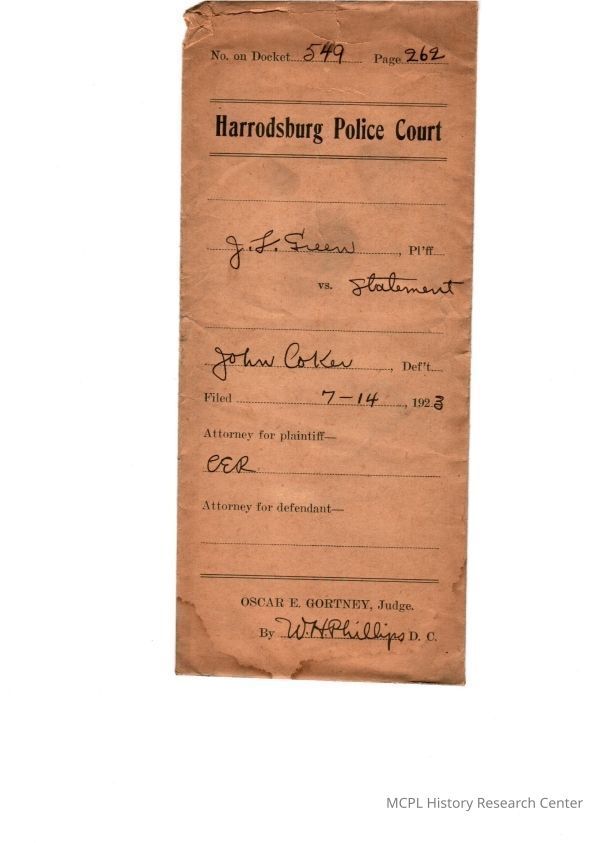 No. on Docket 549 Page 262
Harrodsburg Police Court
J. L. Green, Pl'ff
vs. Statement
John Coker, Def't.
Filed 7-14, 1923
Attorney for plaintiff—
CER
Attorney for defendant—
OSCAR E. GORTNEY, Judge.
By W.H. Phillips D. C.
MCPL History Research Center